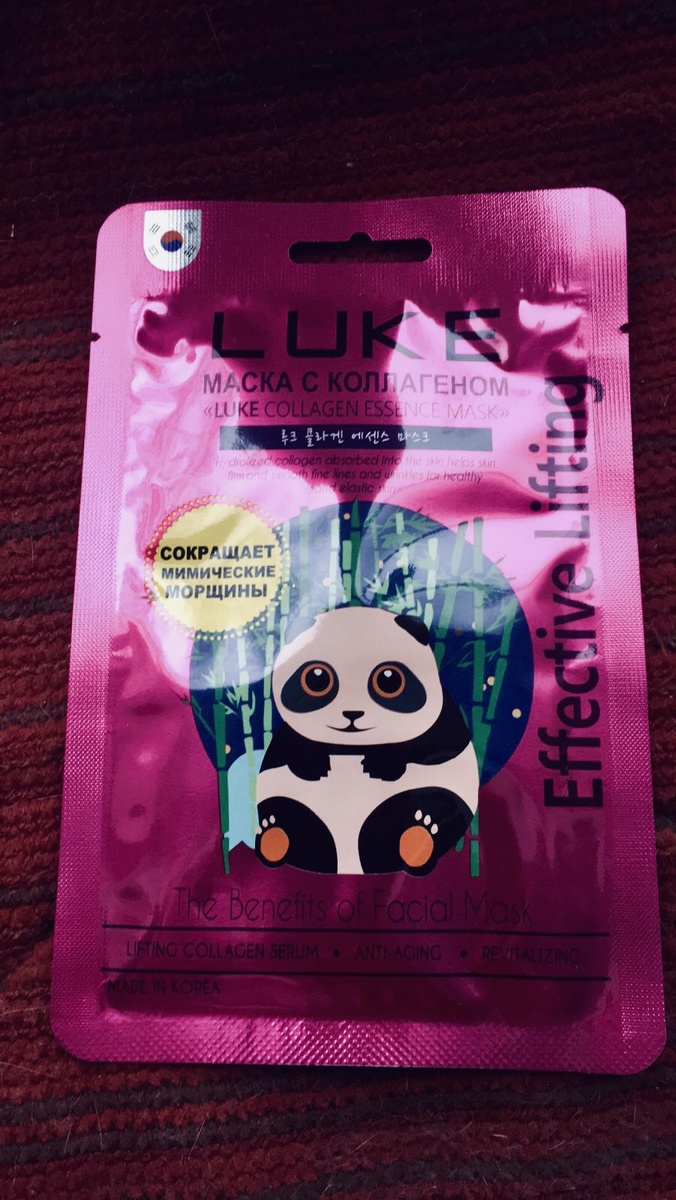 LUKE
МАСКА С КОЛЛАГЕНОМ
«LUKE COLLAGEN ESSENCE MASK»
루크 콜라겐 에센스 마스크
Hydrolized collagen absorbed into the skin helps skin
firm and smooth fine lines and wrinkles for healthy
and elastic skin.
СОКРАЩАЕТ
МИМИЧЕСКИЕ
МОРЩИНЫ
Effective Lifting
The Benefits of Facial Mask
LIFTING COLLAGEN SERUM • ANTI-AGING • REVITALIZING
MADE IN KOREA